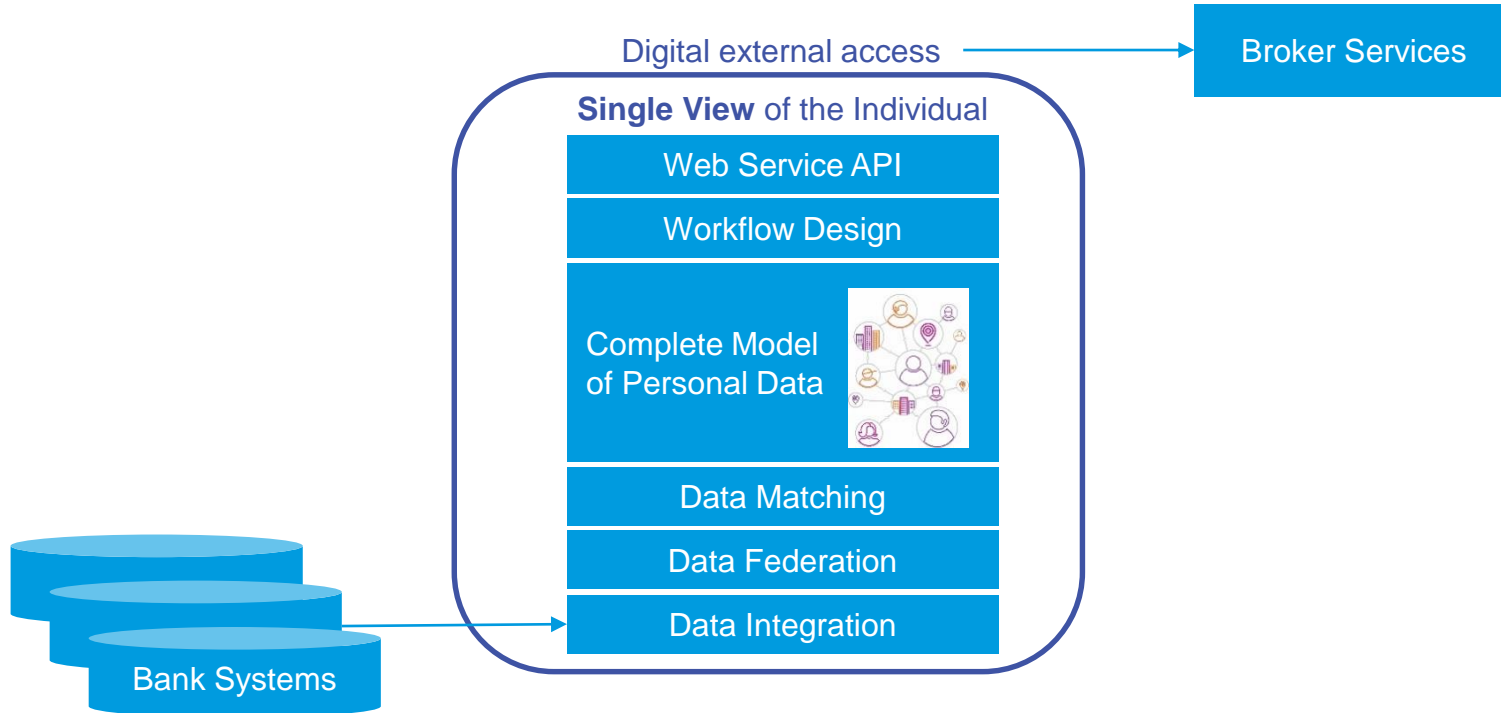 Digital external access
Broker Services
Single View of the Individual
Web Service API
Workflow Design
Complete Model
of Personal Data
Data Matching
Data Federation
Data Integration
Bank Systems